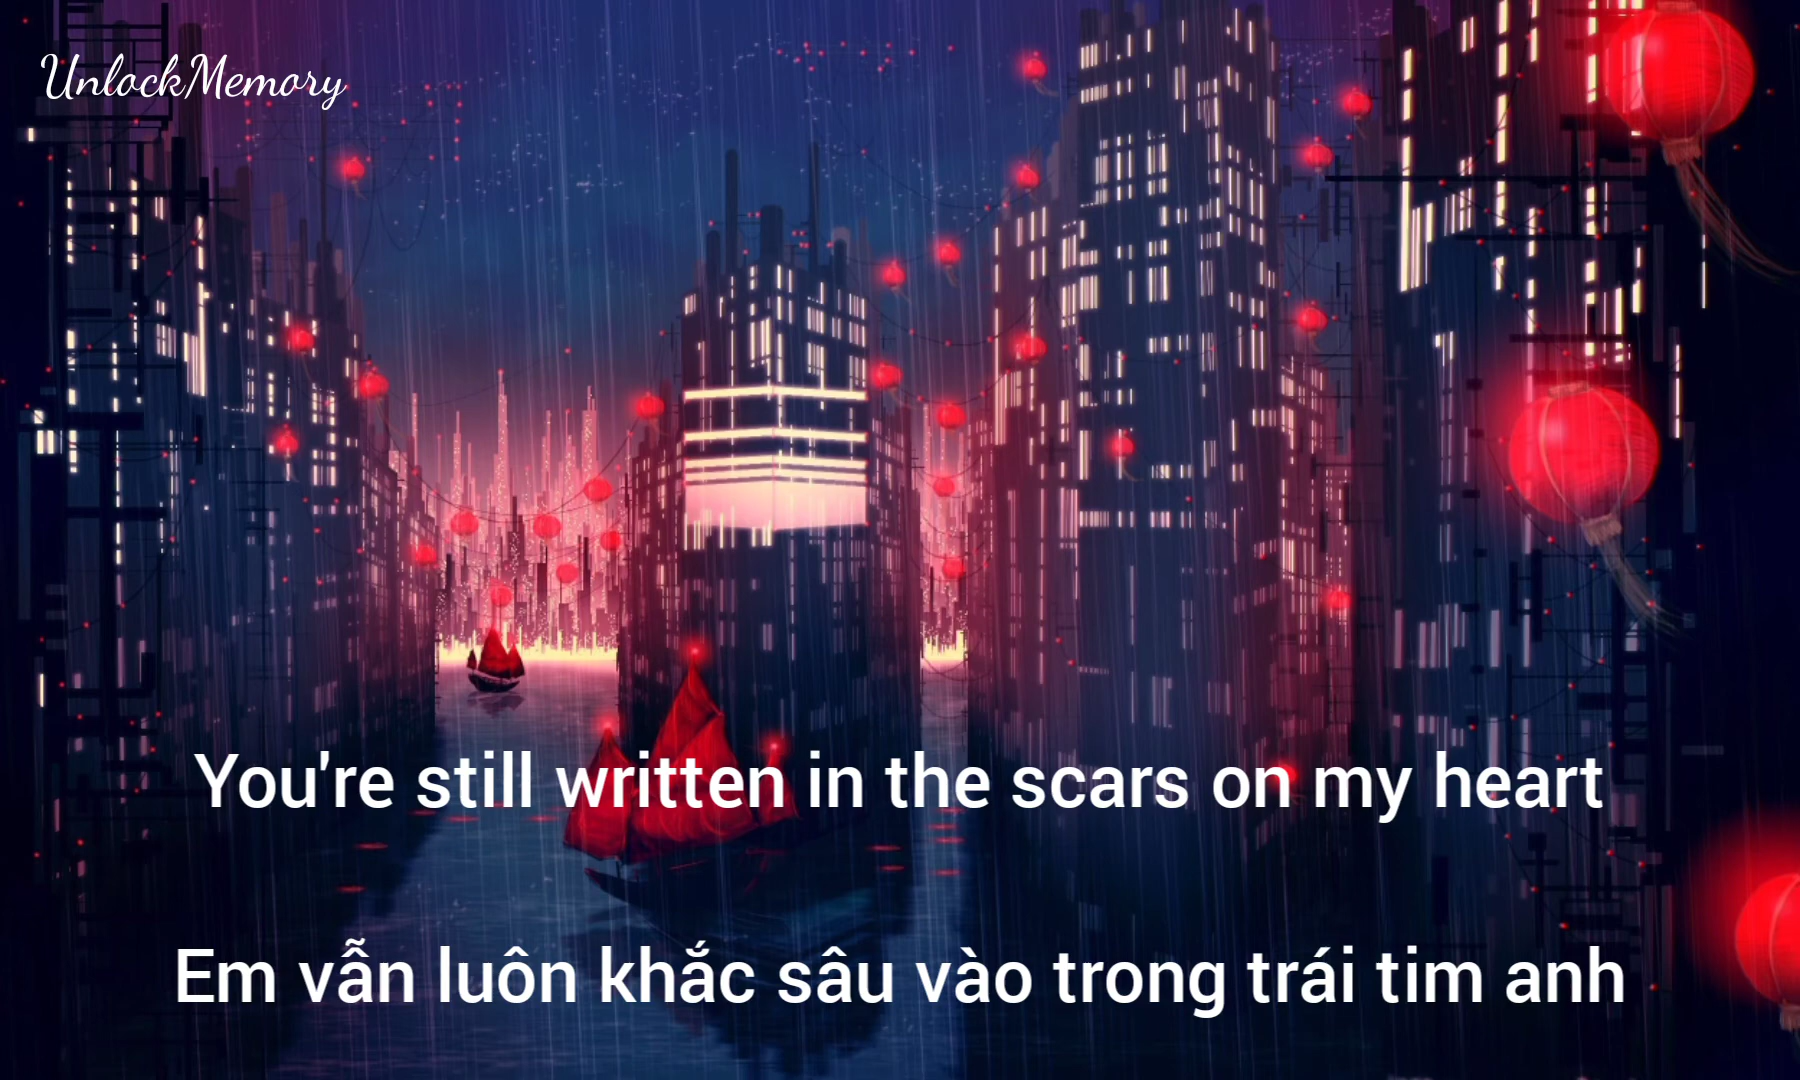 UnlockMemory
You're still written in the scars on my heart
Em vẫn luôn khắc sâu vào trong trái tim anh